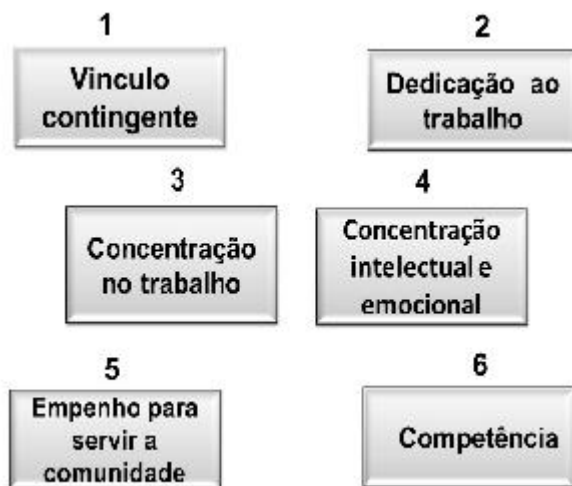 1
Vinculo
contingente
2
Dedicação ao
trabalho
3
Concentração
no trabalho
4
Concentração
intelectual e
emocional
5
Empenho para
servir a
comunidade
6
Competência